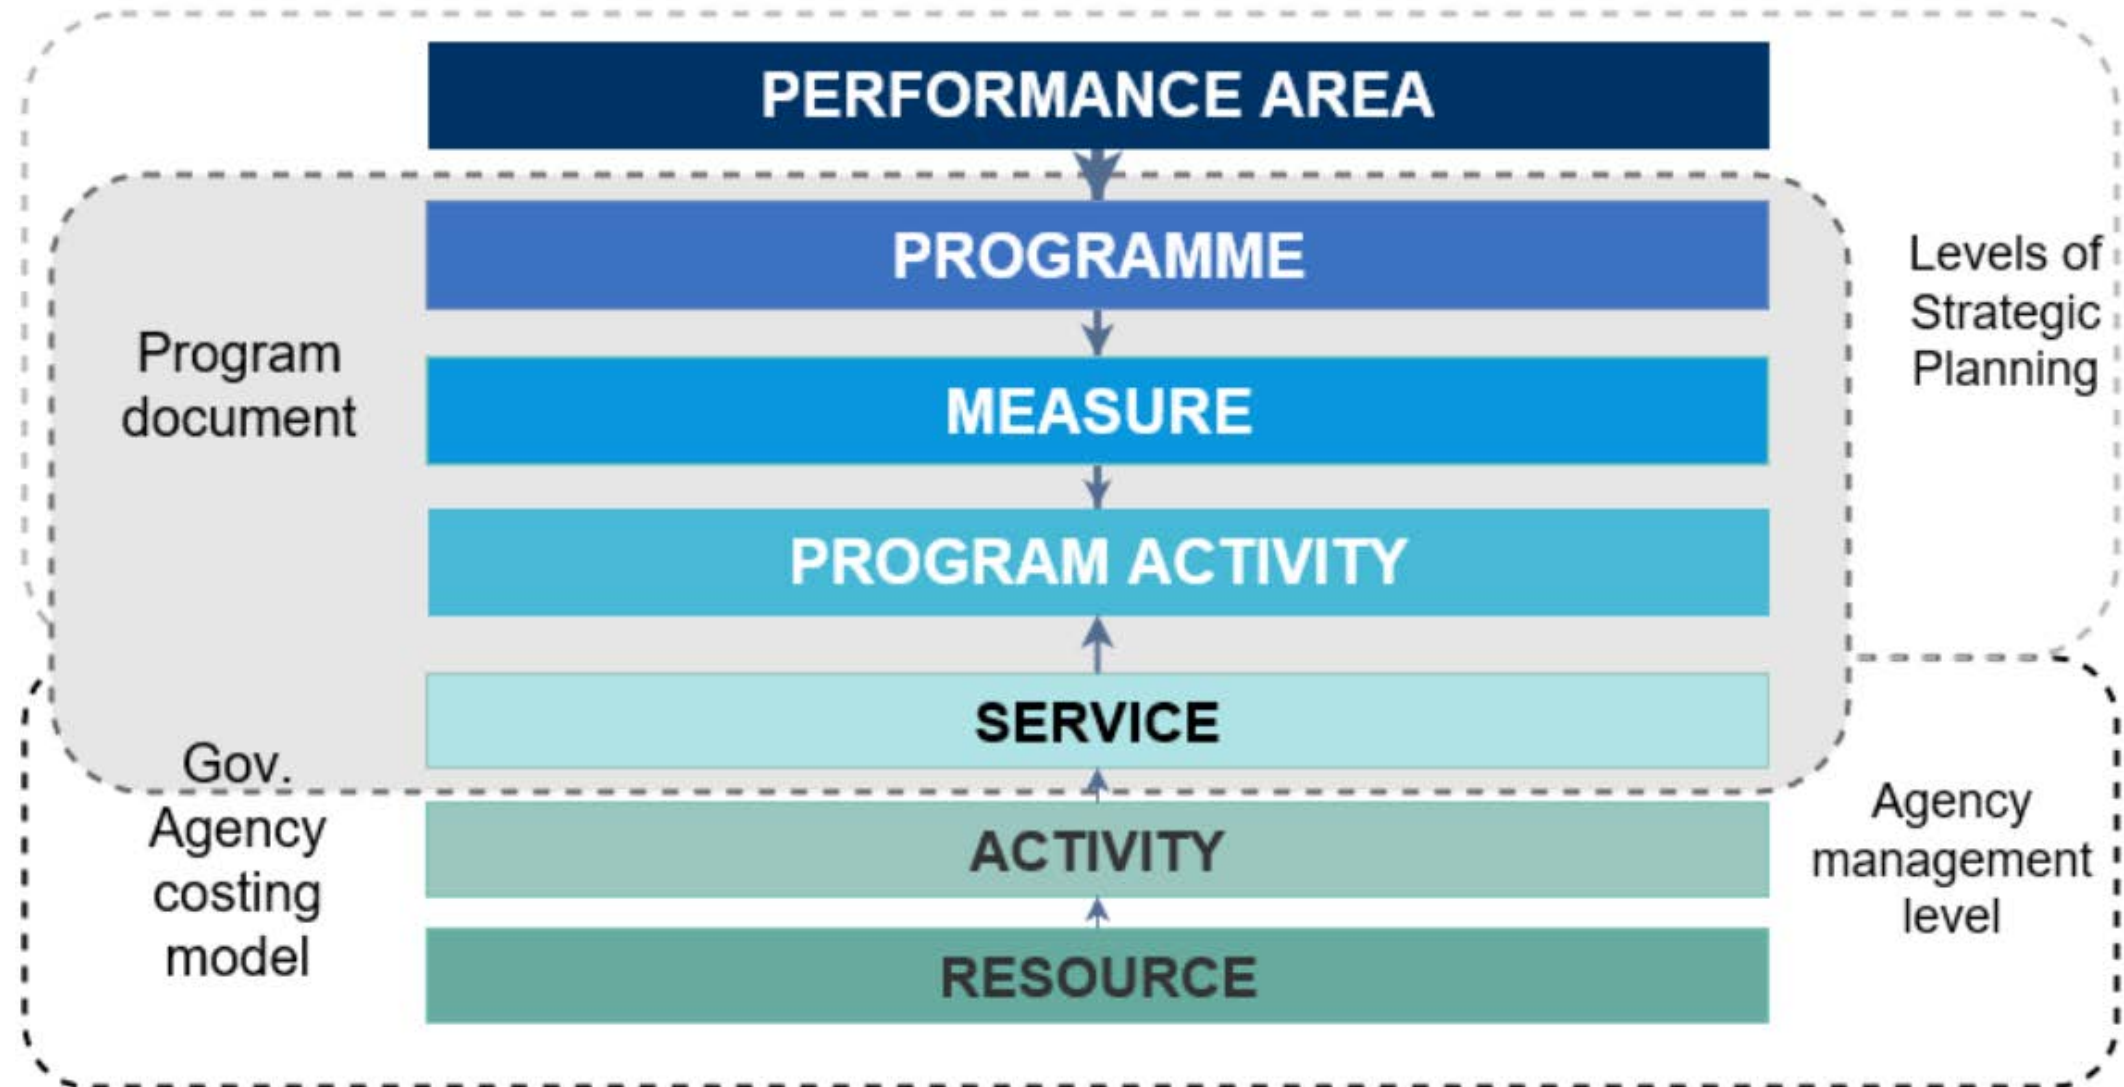 PERFORMANCE AREA
PROGRAMME
Levels of
Strategic
Planning
Program
document
MEASURE
PROGRAM ACTIVITY
SERVICE
Gov.
Agency
costing
model
ACTIVITY
Agency
management
level
RESOURCE